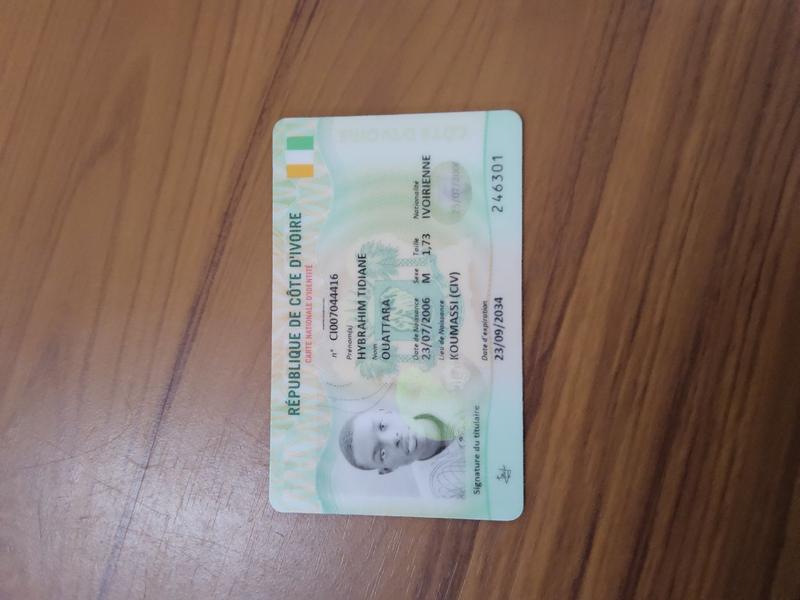 RÉPUBLIQUE DE CÔTE D'IVOIRE
CARTE NATIONALE D'IDENTITÉ
n° CI007044416
Prénom(s)
HYBRAHIM TIDIANE
Nom
OUATTARA
Date de Naissance Sexe Taille Nationalité
23/07/2006 M 1,73 IVOIRIENNE
Lieu de Naissance
KOUMASSI (CIV)
Date d'expiration
23/09/2034
Signature du titulaire
246301
CÔTE D'IVOIRE